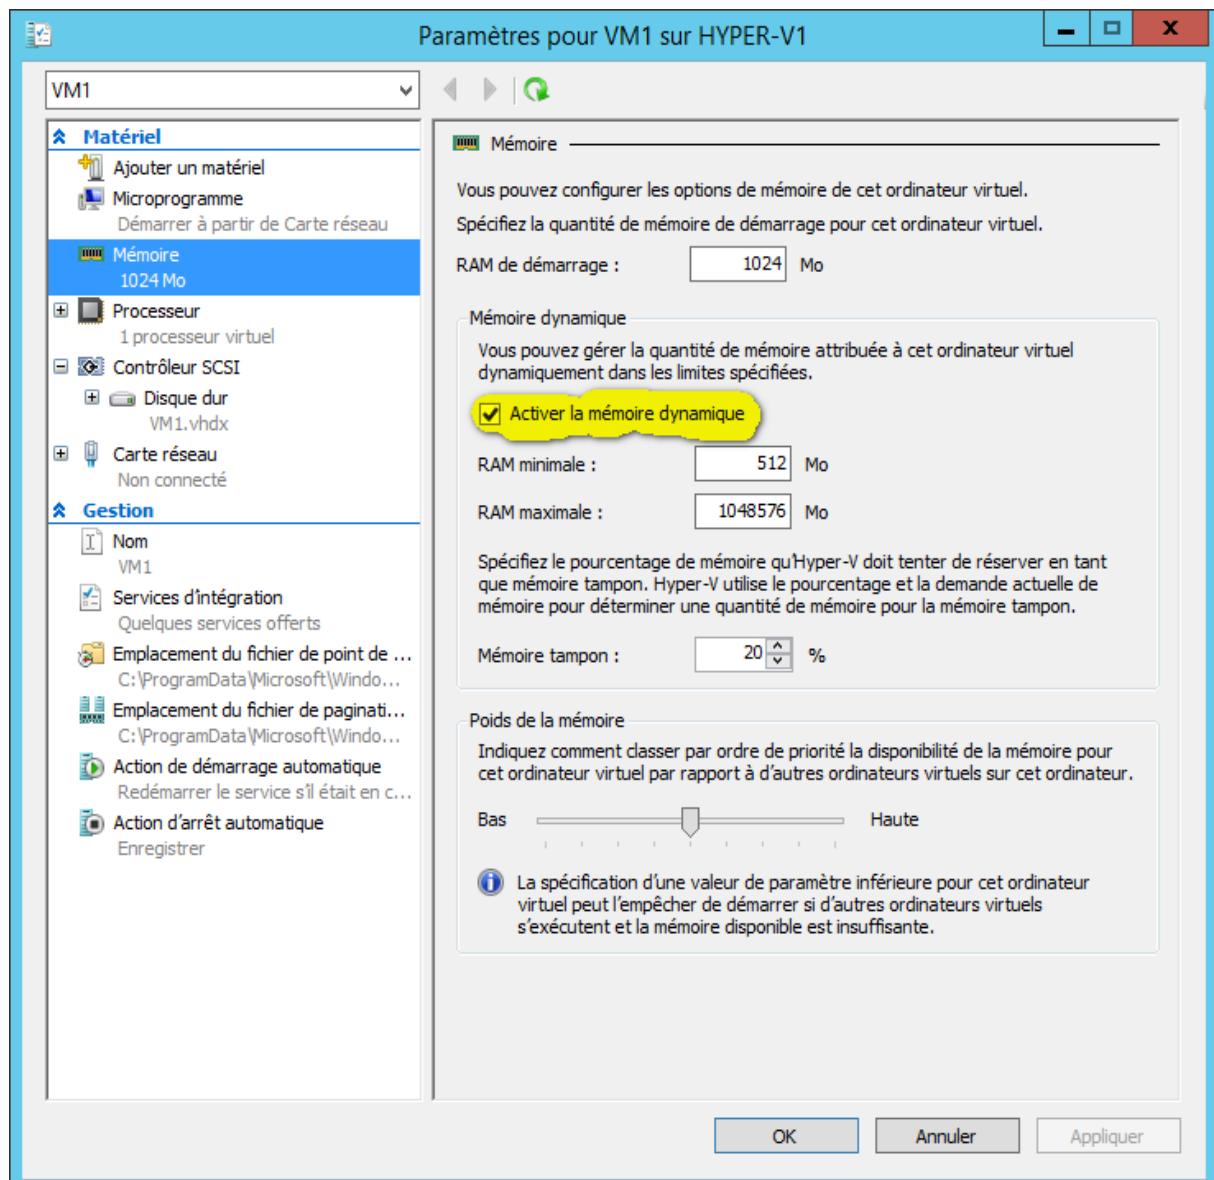 Paramètres pour VM1 sur HYPER-V1
VM1
Matériel
Ajouter un matériel
Microprogramme
Démarrer à partir de Carte réseau
Mémoire
1024 Mo
Processeur
1 processeur virtuel
Contrôleur SCSI
Disque dur
VM1.vhdx
Carte réseau
Non connecté
Gestion
Nom
VM1
Services d'intégration
Quelques services offerts
Emplacement du fichier de point de ...
C:\ProgramData\Microsoft\Windo...
Emplacement du fichier de paginati...
C:\ProgramData\Microsoft\Windo...
Action de démarrage automatique
Redémarrer le service s'il était en c...
Action d'arrêt automatique
Enregistrer
Mémoire
Vous pouvez configurer les options de mémoire de cet ordinateur virtuel.
Spécifiez la quantité de mémoire de démarrage pour cet ordinateur virtuel.
RAM de démarrage : 1024 Mo
Mémoire dynamique
Vous pouvez gérer la quantité de mémoire attribuée à cet ordinateur virtuel
dynamiquement dans les limites spécifiées.
Activer la mémoire dynamique
RAM minimale : 512 Mo
RAM maximale : 1048576 Mo
Spécifiez le pourcentage de mémoire qu'Hyper-V doit tenter de réserver en tant
que mémoire tampon. Hyper-V utilise le pourcentage et la demande actuelle de
mémoire pour déterminer une quantité de mémoire pour la mémoire tampon.
Mémoire tampon : 20 %
Poids de la mémoire
Indiquez comment classer par ordre de priorité la disponibilité de la mémoire pour
cet ordinateur virtuel par rapport à d'autres ordinateurs virtuels sur cet ordinateur.
Bas Haute
La spécification d'une valeur de paramètre inférieure pour cet ordinateur
virtuel peut l'empêcher de démarrer si d'autres ordinateurs virtuels
s'exécutent et la mémoire disponible est insuffisante.
OK Annuler Appliquer